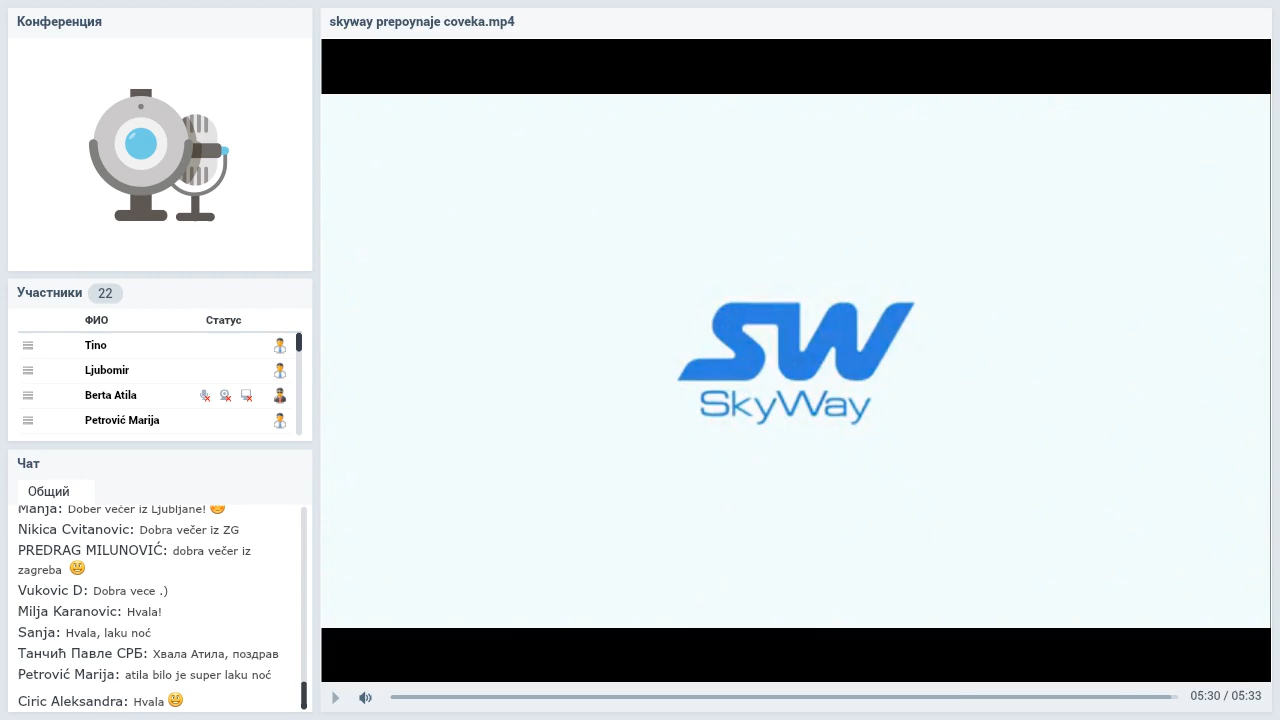 Конференция
skyway prepoynaje coveka.mp4
SW
SkyWay
Участники 22
ФИО Статус
Tino
Ljubomir
Berta Atila
Petrović Marija
Чат
Общий
Manja: Dober večer iz Ljubljane!
Nikica Cvitanovic: Dobra večer iz ZG
PREDRAG MILUNOVIĆ: dobra večer iz
zagreba
Vukovic D: Dobra vece .)
Milja Karanovic: Hvala!
Sanja: Hvala, laku noć
Танчић Павле СРБ: Хвала Атила, поздрав
Petrović Marija: atila bilo je super laku noć
Ciric Aleksandra: Hvala
05:30 / 05:33